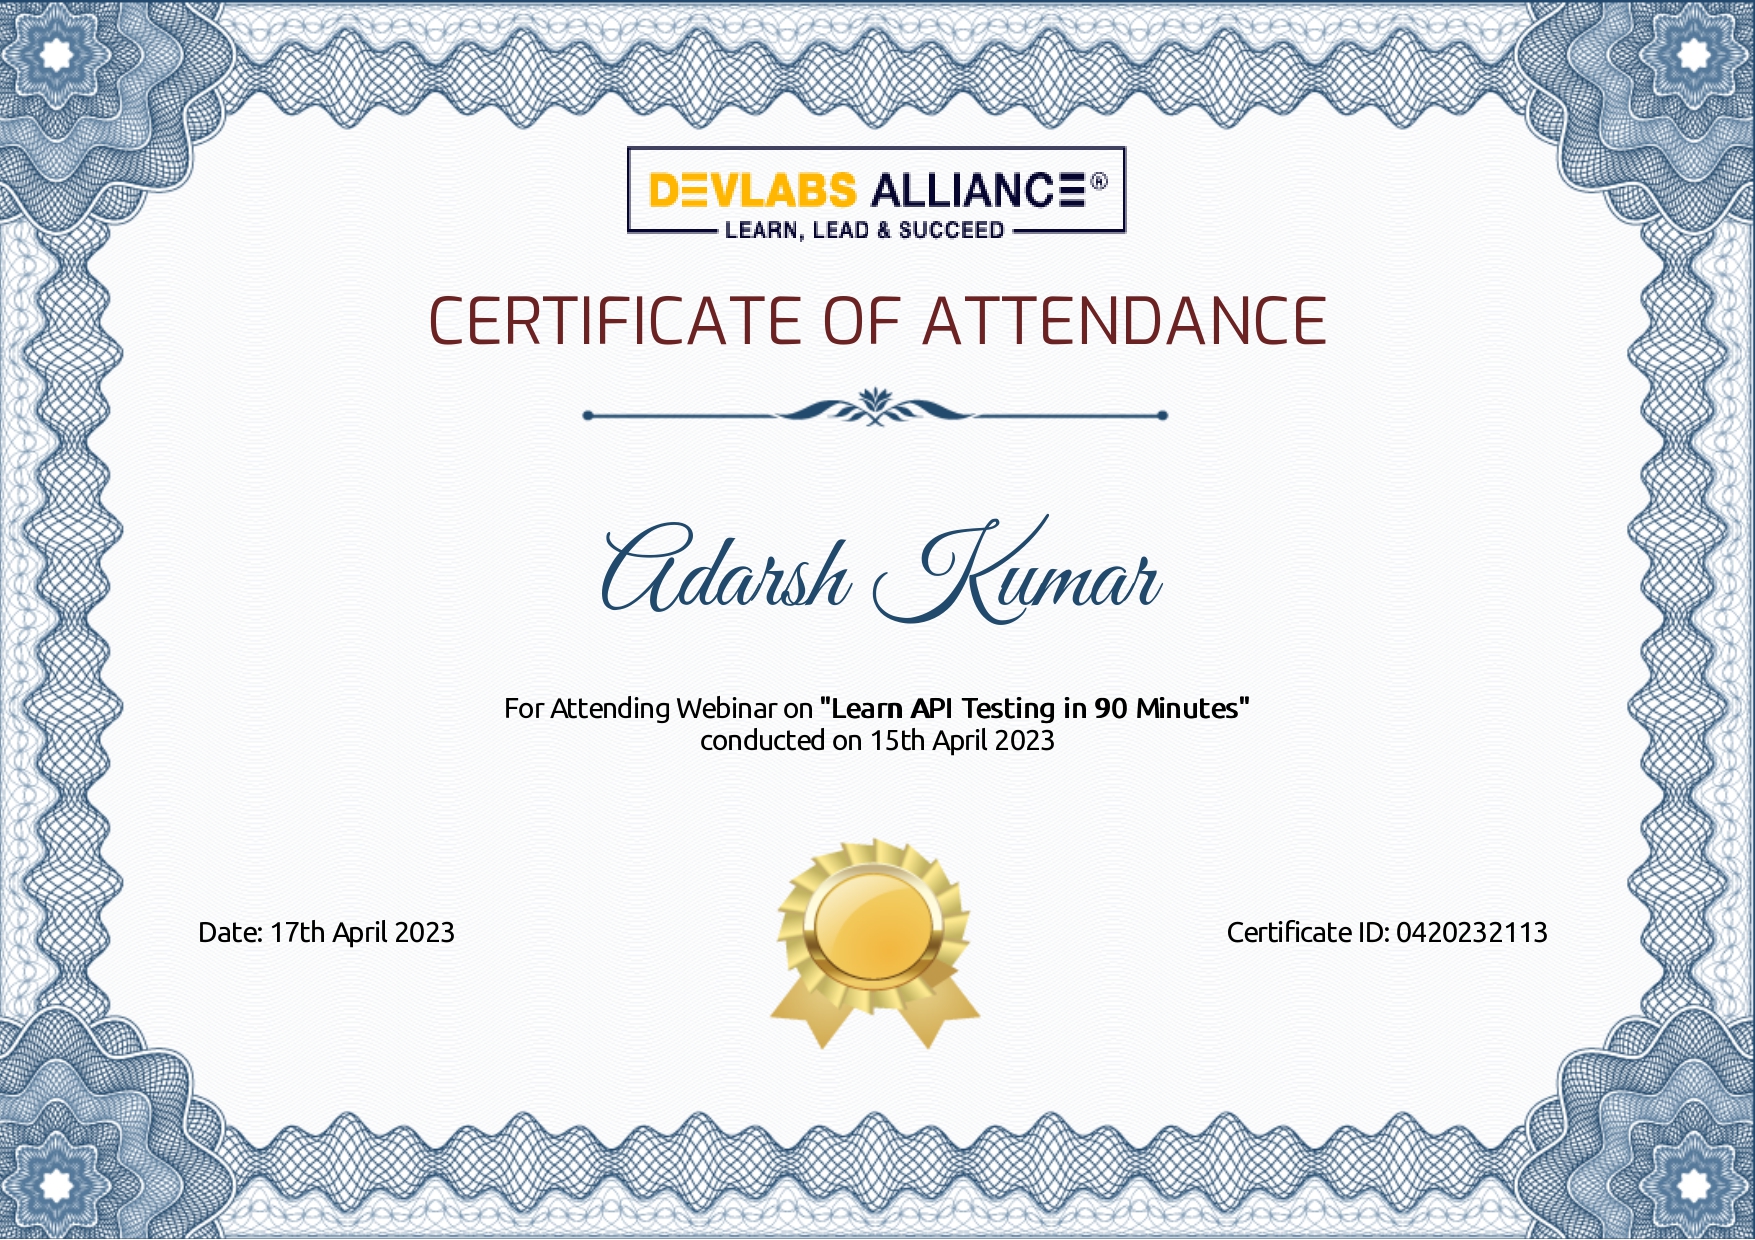 DEVLABS ALLIANCE®
LEARN, LEAD & SUCCEED
CERTIFICATE OF ATTENDANCE
Adarsh Kumar
For Attending Webinar on "Learn API Testing in 90 Minutes"
conducted on 15th April 2023
Date: 17th April 2023
Certificate ID: 0420232113